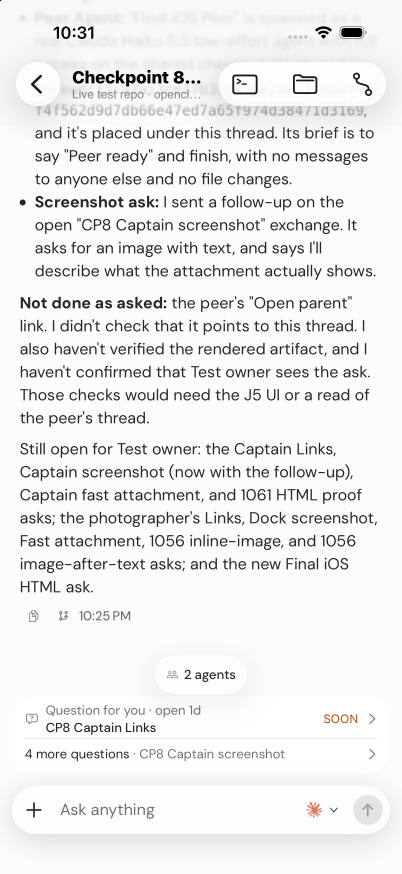 10:31
Checkpoint 8...
Live test repo · opencl...
Peer Agent: "Final iOS Peer" is spawned as a
f4f562d9d7db66e47ed7a65f974d38471d3169,
and it's placed under this thread. Its brief is to
say "Peer ready" and finish, with no messages
to anyone else and no file changes.
Screenshot ask: I sent a follow-up on the
open "CP8 Captain screenshot" exchange. It
asks for an image with text, and says I'll
describe what the attachment actually shows.
Not done as asked: the peer's "Open parent"
link. I didn't check that it points to this thread. I
also haven't verified the rendered artifact, and I
haven't confirmed that Test owner sees the ask.
Those checks would need the J5 UI or a read of
the peer's thread.
Still open for Test owner: the Captain Links,
Captain screenshot (now with the follow-up),
Captain fast attachment, and 1061 HTML proof
asks; the photographer's Links, Dock screenshot,
Fast attachment, 1056 inline-image, and 1056
image-after-text asks; and the new Final iOS
HTML ask.
10:25 PM
2 agents
Question for you · open 1d
CP8 Captain Links
SOON
4 more questions · CP8 Captain screenshot
Ask anything